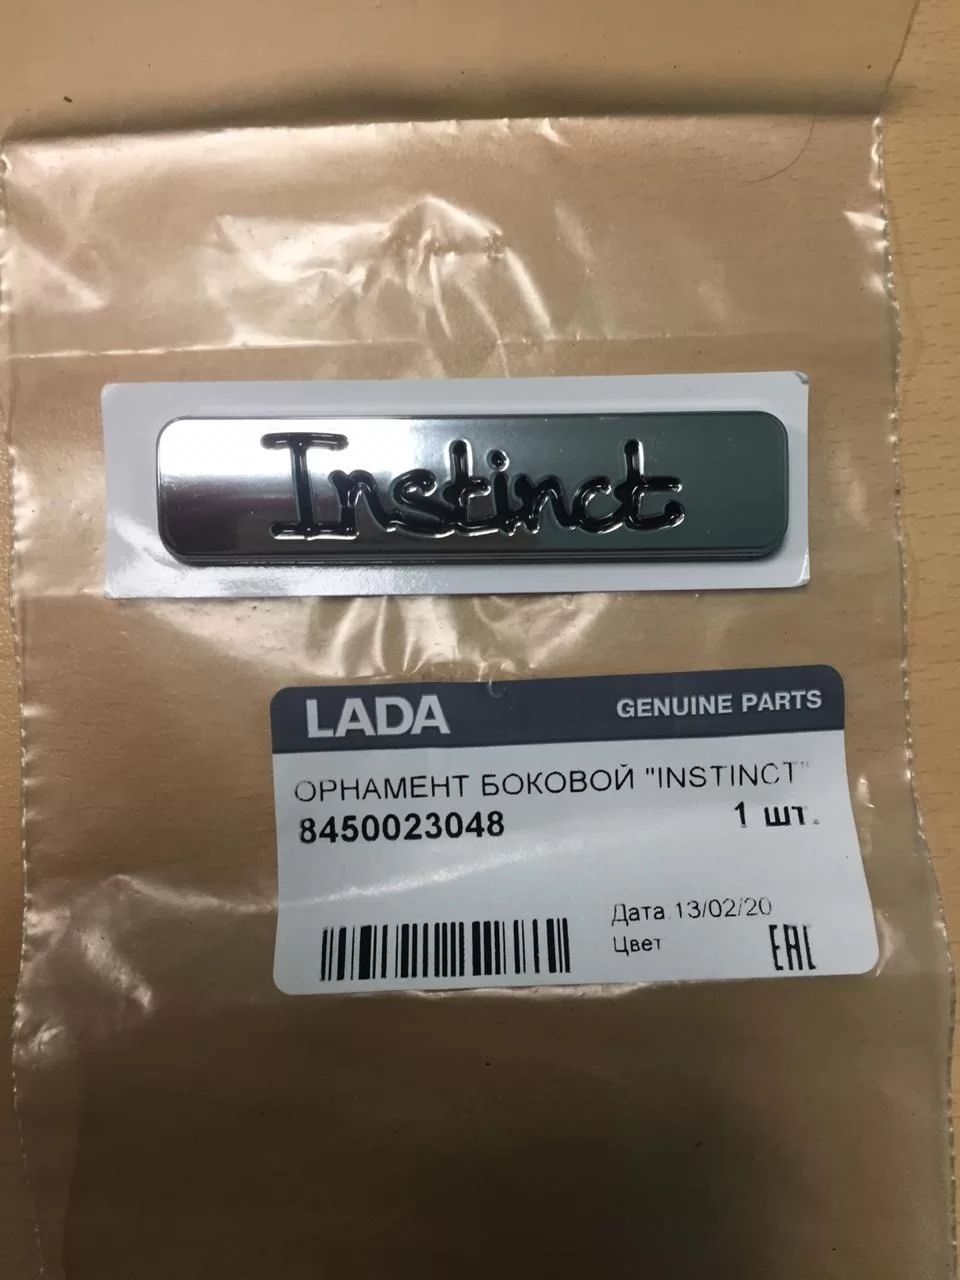 Instinct
LADA GENUINE PARTS
ОРНАМЕНТ БОКОВОЙ "INSTINCT"
8450023048 1 шт.
Дата 13/02/20
Цвет EAC